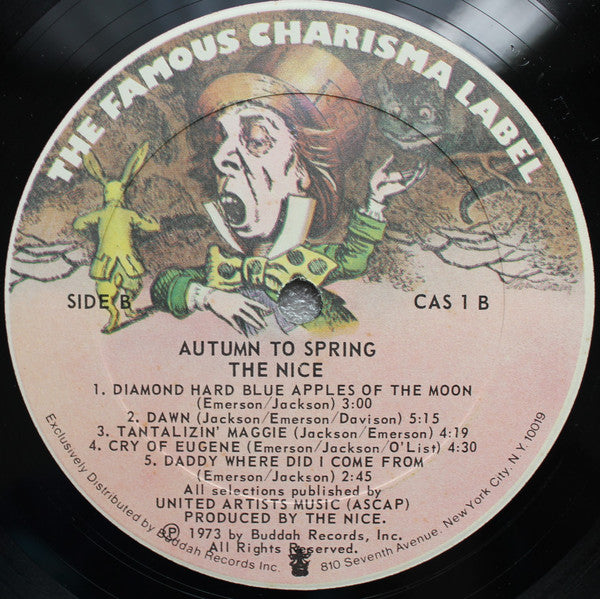 THE FAMOUS CHARISMA LABEL
SIDE B
CAS 1 B
AUTUMN TO SPRING
THE NICE
1. DIAMOND HARD BLUE APPLES OF THE MOON
(Emerson/Jackson) 3:00
2. DAWN (Jackson/Emerson/Davison) 5:15
3. TANTALIZIN' MAGGIE (Jackson/Emerson) 4:19
4. CRY OF EUGENE (Emerson/Jackson/O'List) 4:30
5. DADDY WHERE DID I COME FROM
(Emerson/Jackson) 2:45
All selections published by
UNITED ARTISTS MUSIC (ASCAP)
PRODUCED BY THE NICE.
Ⓟ 1973 by Buddah Records, Inc.
All Rights Reserved.
Exclusively Distributed by Buddah Records Inc. 810 Seventh Avenue, New York City, N.Y. 10019